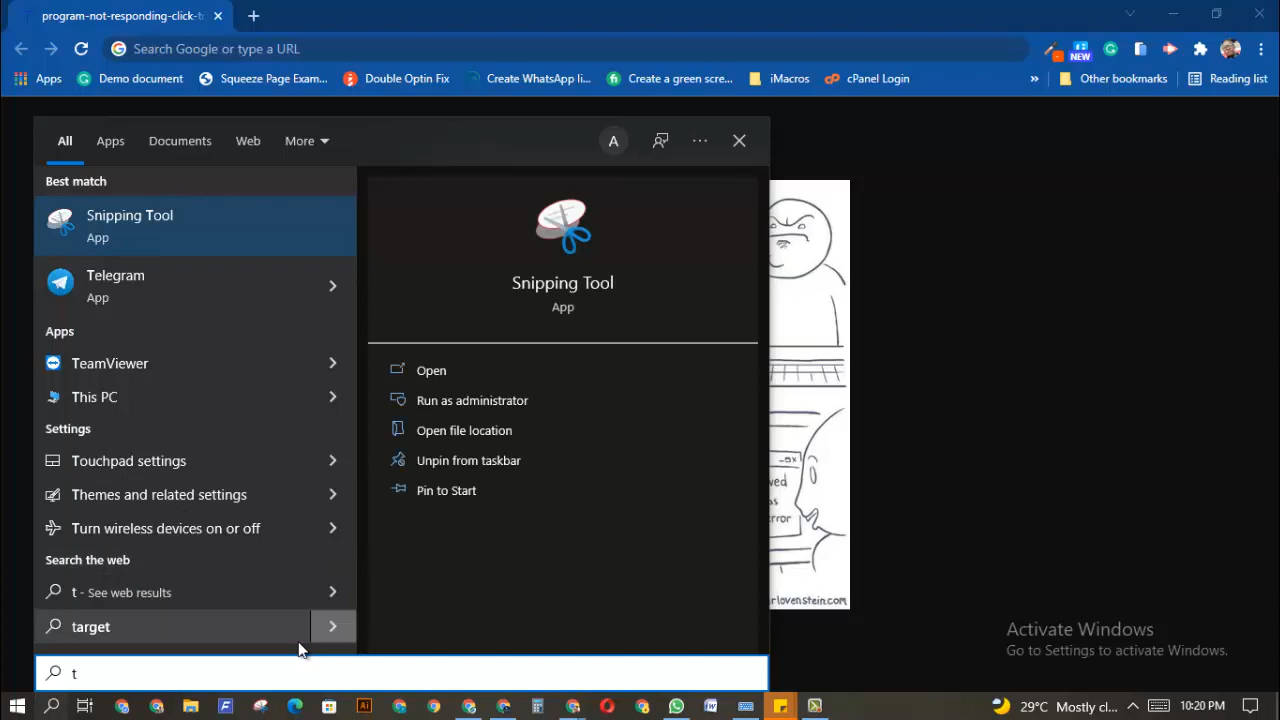 program-not-responding-click-t
Search Google or type a URL
NEW
Apps
Demo document
Squeeze Page Exam...
Double Optin Fix
Create WhatsApp li...
Create a green scre...
iMacros
cPanel Login
»
Other bookmarks
Reading list
All
Apps
Documents
Web
More
A
Best match
Snipping Tool
App
Telegram
App
Apps
TeamViewer
This PC
Settings
Touchpad settings
Themes and related settings
Turn wireless devices on or off
Search the web
t - See web results
target
Snipping Tool
App
Open
Run as administrator
Open file location
Unpin from taskbar
Pin to Start
rlovenstein.com
Activate Windows
Go to Settings to activate Windows.
t
29°C Mostly cl...
10:20 PM